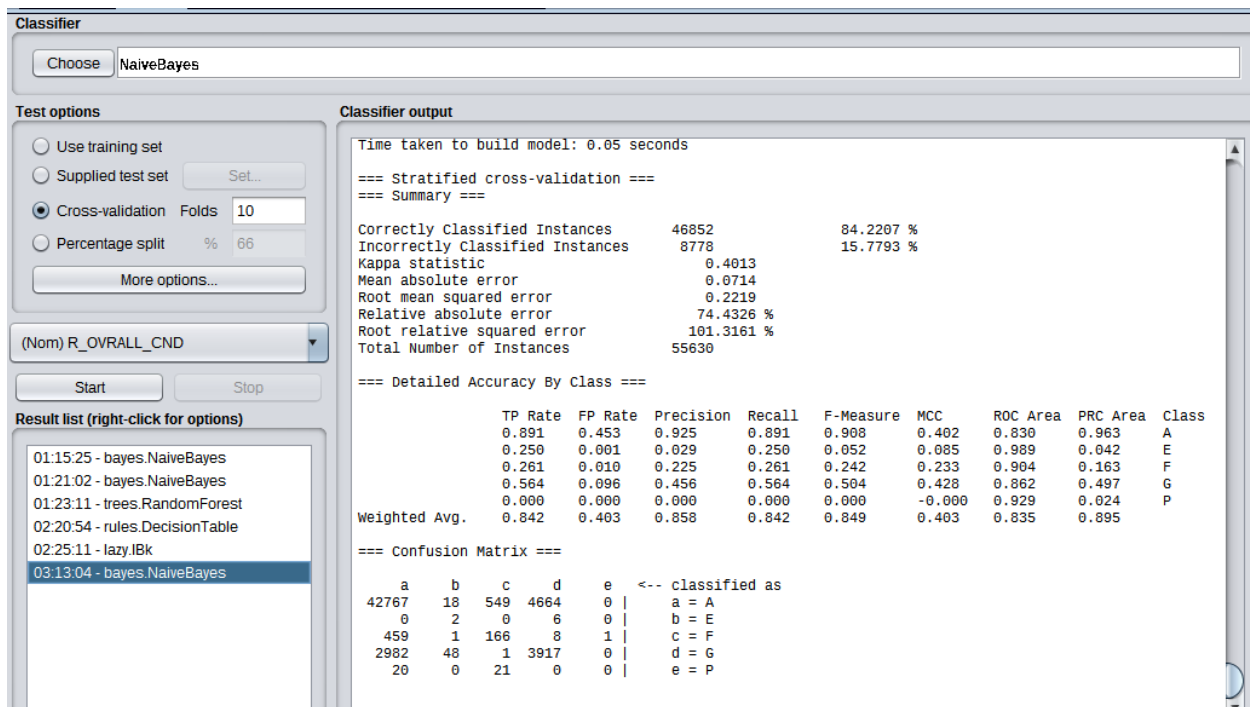 Classifier
Choose NaiveBayes
Test options
Use training set
Supplied test set Set...
Cross-validation Folds 10
Percentage split % 66
More options...
(Nom) R_OVRALL_CND
Start Stop
Result list (right-click for options)
01:15:25 - bayes.NaiveBayes
01:21:02 - bayes.NaiveBayes
01:23:11 - trees.RandomForest
02:20:54 - rules.DecisionTable
02:25:11 - lazy.IBk
03:13:04 - bayes.NaiveBayes
Classifier output
Time taken to build model: 0.05 seconds
=== Stratified cross-validation ===
=== Summary ===
Correctly Classified Instances 46852 84.2207 %
Incorrectly Classified Instances 8778 15.7793 %
Kappa statistic 0.4013
Mean absolute error 0.0714
Root mean squared error 0.2219
Relative absolute error 74.4326 %
Root relative squared error 101.3161 %
Total Number of Instances 55630
=== Detailed Accuracy By Class ===
TP Rate FP Rate Precision Recall F-Measure MCC ROC Area PRC Area Class
0.891 0.453 0.925 0.891 0.908 0.402 0.830 0.963 A
0.250 0.001 0.029 0.250 0.052 0.085 0.989 0.042 E
0.261 0.010 0.225 0.261 0.242 0.233 0.904 0.163 F
0.564 0.096 0.456 0.564 0.504 0.428 0.862 0.497 G
0.000 0.000 0.000 0.000 0.000 -0.000 0.929 0.024 P
Weighted Avg. 0.842 0.403 0.858 0.842 0.849 0.403 0.835 0.895
=== Confusion Matrix ===
a b c d e <-- classified as
42767 18 549 4664 0 | a = A
0 2 0 6 0 | b = E
459 1 166 8 1 | c = F
2982 48 1 3917 0 | d = G
20 0 21 0 0 | e = P